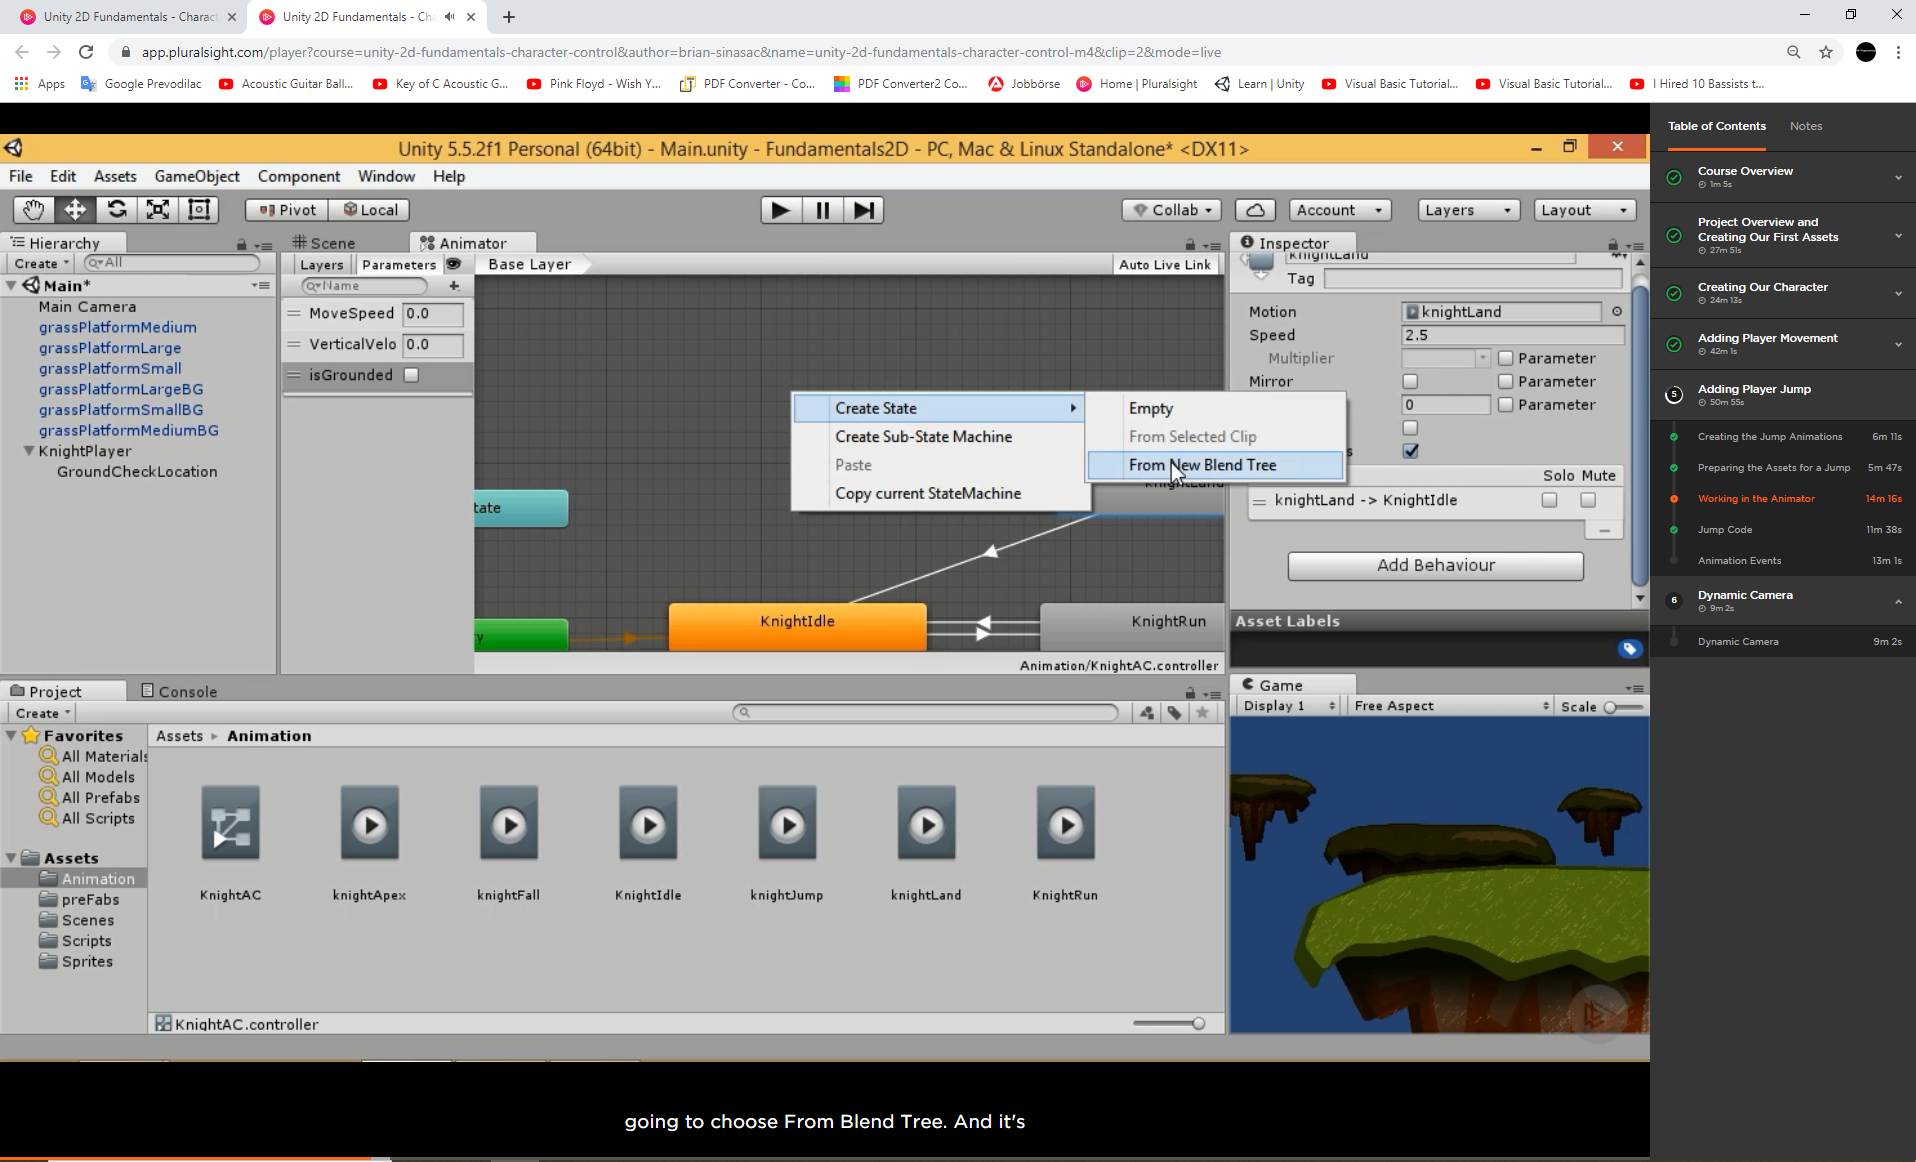 Unity 2D Fundamentals - Charact
Unity 2D Fundamentals - Cha
app.pluralsight.com/player?course=unity-2d-fundamentals-character-control&author=brian-sinasac&name=unity-2d-fundamentals-character-control-m4&clip=2&mode=live
Apps
Google Prevodilac
Acoustic Guitar Ball...
Key of C Acoustic G...
Pink Floyd - Wish Y...
PDF Converter - Co...
PDF Converter2 Co...
Jobbörse
Home | Pluralsight
Learn | Unity
Visual Basic Tutorial...
Visual Basic Tutorial...
I Hired 10 Bassists t...
Unity 5.5.2f1 Personal (64bit) - Main.unity - Fundamentals2D - PC, Mac & Linux Standalone* <DX11>
File Edit Assets GameObject Component Window Help
Pivot Local
Collab
Account
Layers
Layout
Hierarchy
Create
All
Main*
Main Camera
grassPlatformMedium
grassPlatformLarge
grassPlatformSmall
grassPlatformLargeBG
grassPlatformSmallBG
grassPlatformMediumBG
KnightPlayer
GroundCheckLocation
Scene
Animator
Layers
Parameters
Base Layer
Auto Live Link
Name
MoveSpeed 0.0
VerticalVelo 0.0
isGrounded
tate
y
KnightIdle
KnightRun
knightLand
Animation/KnightAC.controller
Create State
Create Sub-State Machine
Paste
Copy current StateMachine
Empty
From Selected Clip
From New Blend Tree
Inspector
knightLand
Tag
Motion knightLand
Speed 2.5
Multiplier Parameter
Mirror Parameter
0 Parameter
s
Solo Mute
knightLand -> KnightIdle
Add Behaviour
Asset Labels
Project
Console
Create
Favorites
All Materials
All Models
All Prefabs
All Scripts
Assets
Animation
preFabs
Scenes
Scripts
Sprites
Assets Animation
KnightAC
knightApex
knightFall
KnightIdle
knightJump
knightLand
KnightRun
KnightAC.controller
Game
Display 1
Free Aspect
Scale
going to choose From Blend Tree. And it's
Table of Contents
Notes
Course Overview
1m 5s
Project Overview and
Creating Our First Assets
27m 51s
Creating Our Character
24m 13s
Adding Player Movement
42m 1s
5
Adding Player Jump
50m 55s
Creating the Jump Animations 6m 11s
Preparing the Assets for a Jump 5m 47s
Working in the Animator 14m 16s
Jump Code 11m 38s
Animation Events 13m 1s
6
Dynamic Camera
9m 2s
Dynamic Camera 9m 2s